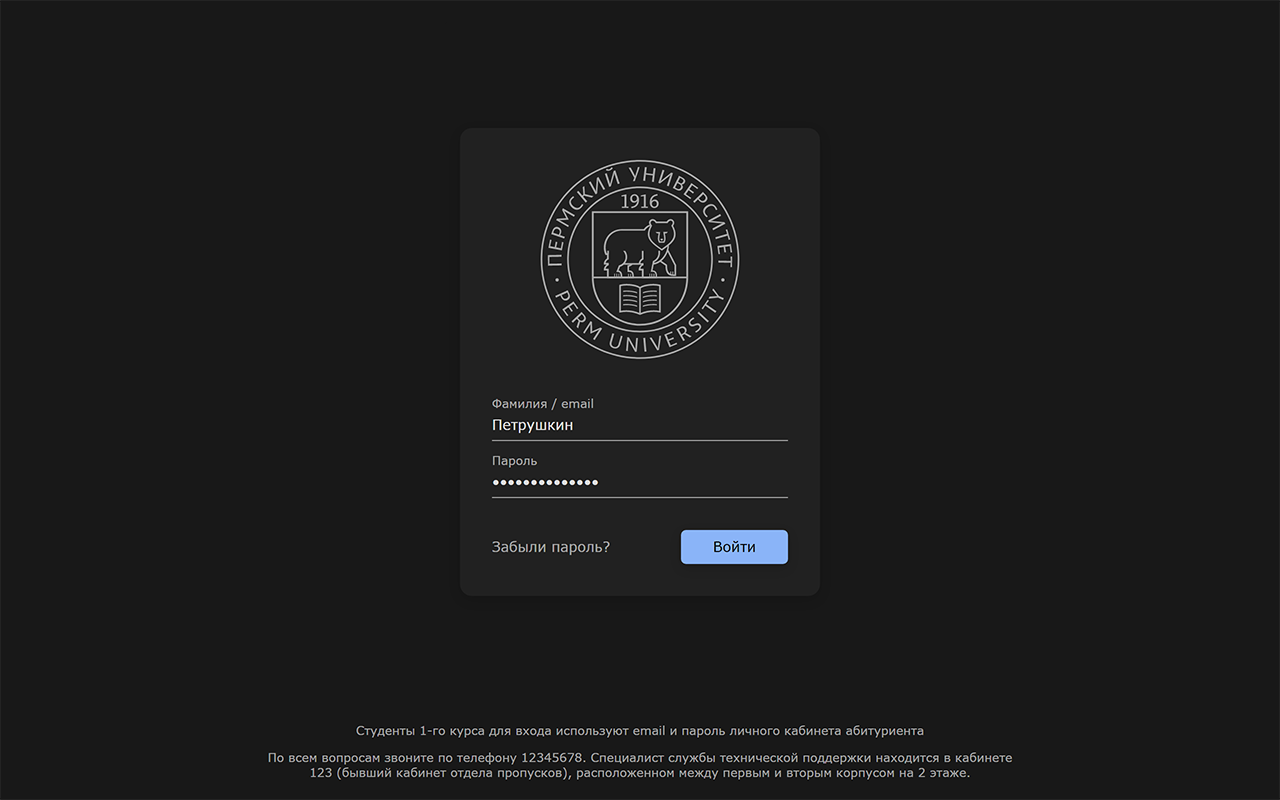 ПЕРМСКИЙ УНИВЕРСИТЕТ
1916
PERM UNIVERSITY
Фамилия / email
Петрушкин
Пароль
••••••••••••••
Забыли пароль?
Войти
Студенты 1-го курса для входа используют email и пароль личного кабинета абитуриента
По всем вопросам звоните по телефону 12345678. Специалист службы технической поддержки находится в кабинете
123 (бывший кабинет отдела пропусков), расположенном между первым и вторым корпусом на 2 этаже.